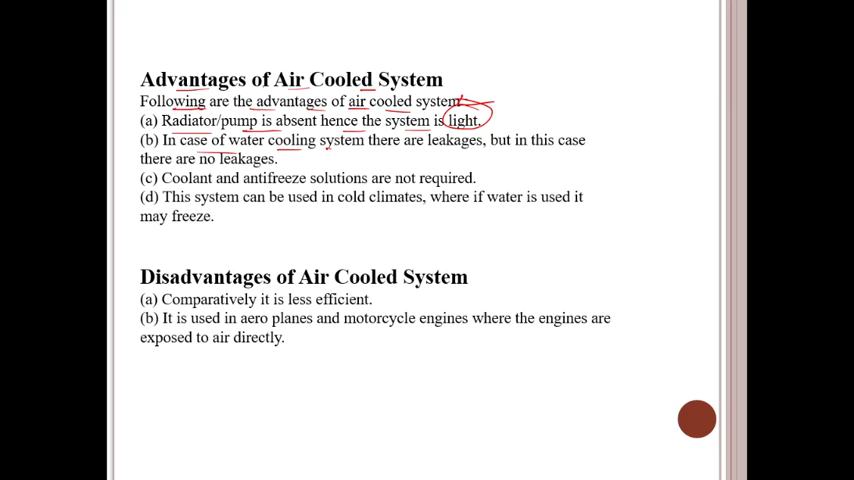 Advantages of Air Cooled System
Following are the advantages of air cooled system
(a) Radiator/pump is absent hence the system is light.
(b) In case of water cooling system there are leakages, but in this case
there are no leakages.
(c) Coolant and antifreeze solutions are not required.
(d) This system can be used in cold climates, where if water is used it
may freeze.
Disadvantages of Air Cooled System
(a) Comparatively it is less efficient.
(b) It is used in aero planes and motorcycle engines where the engines are
exposed to air directly.